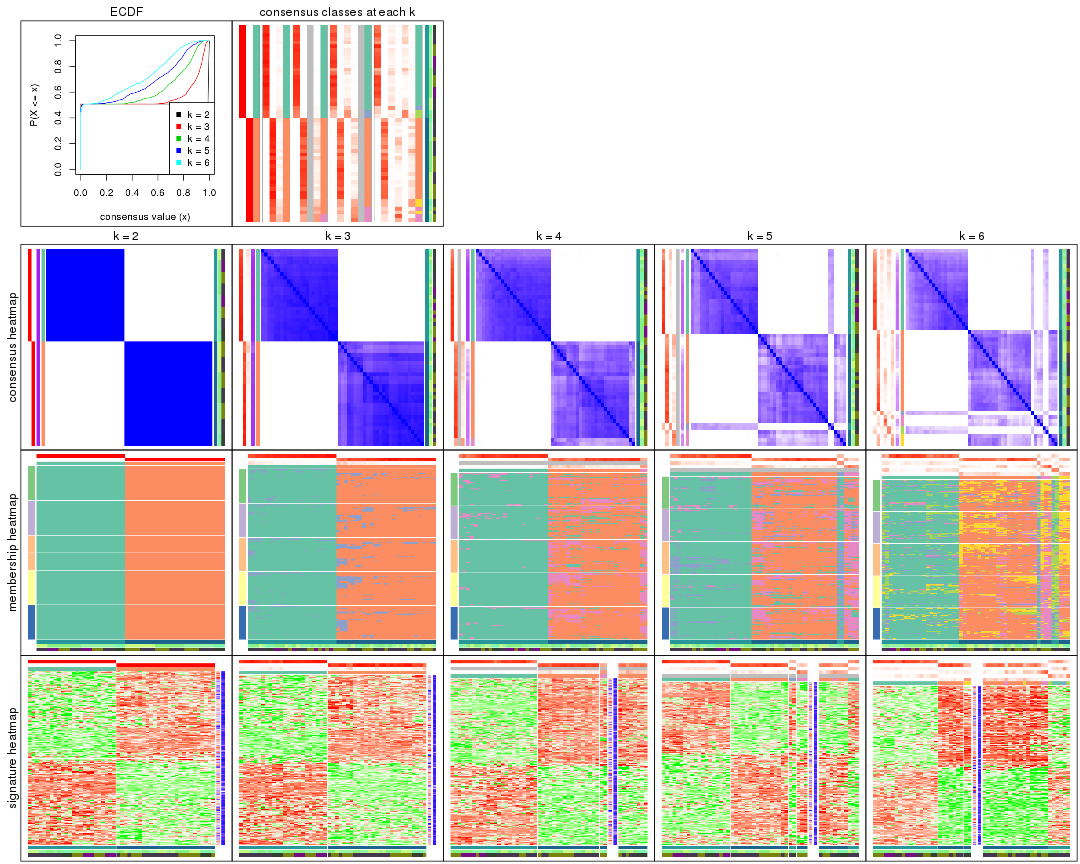 ECDF
consensus classes at each k
P(X <= x)
0.0 0.2 0.4 0.6 0.8 1.0
k = 2
k = 3
k = 4
k = 5
k = 6
0.0 0.2 0.4 0.6 0.8 1.0
consensus value (x)
k = 2
k = 3
k = 4
k = 5
k = 6
consensus heatmap
membership heatmap
signature heatmap